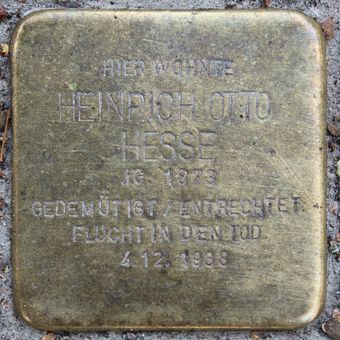 HIER WOHNTE
HEINRICH OTTO
HESSE
JG. 1873
GEDEMÜTIGT / ENTRECHTET
FLUCHT IN DEN TOD
4.12.1938